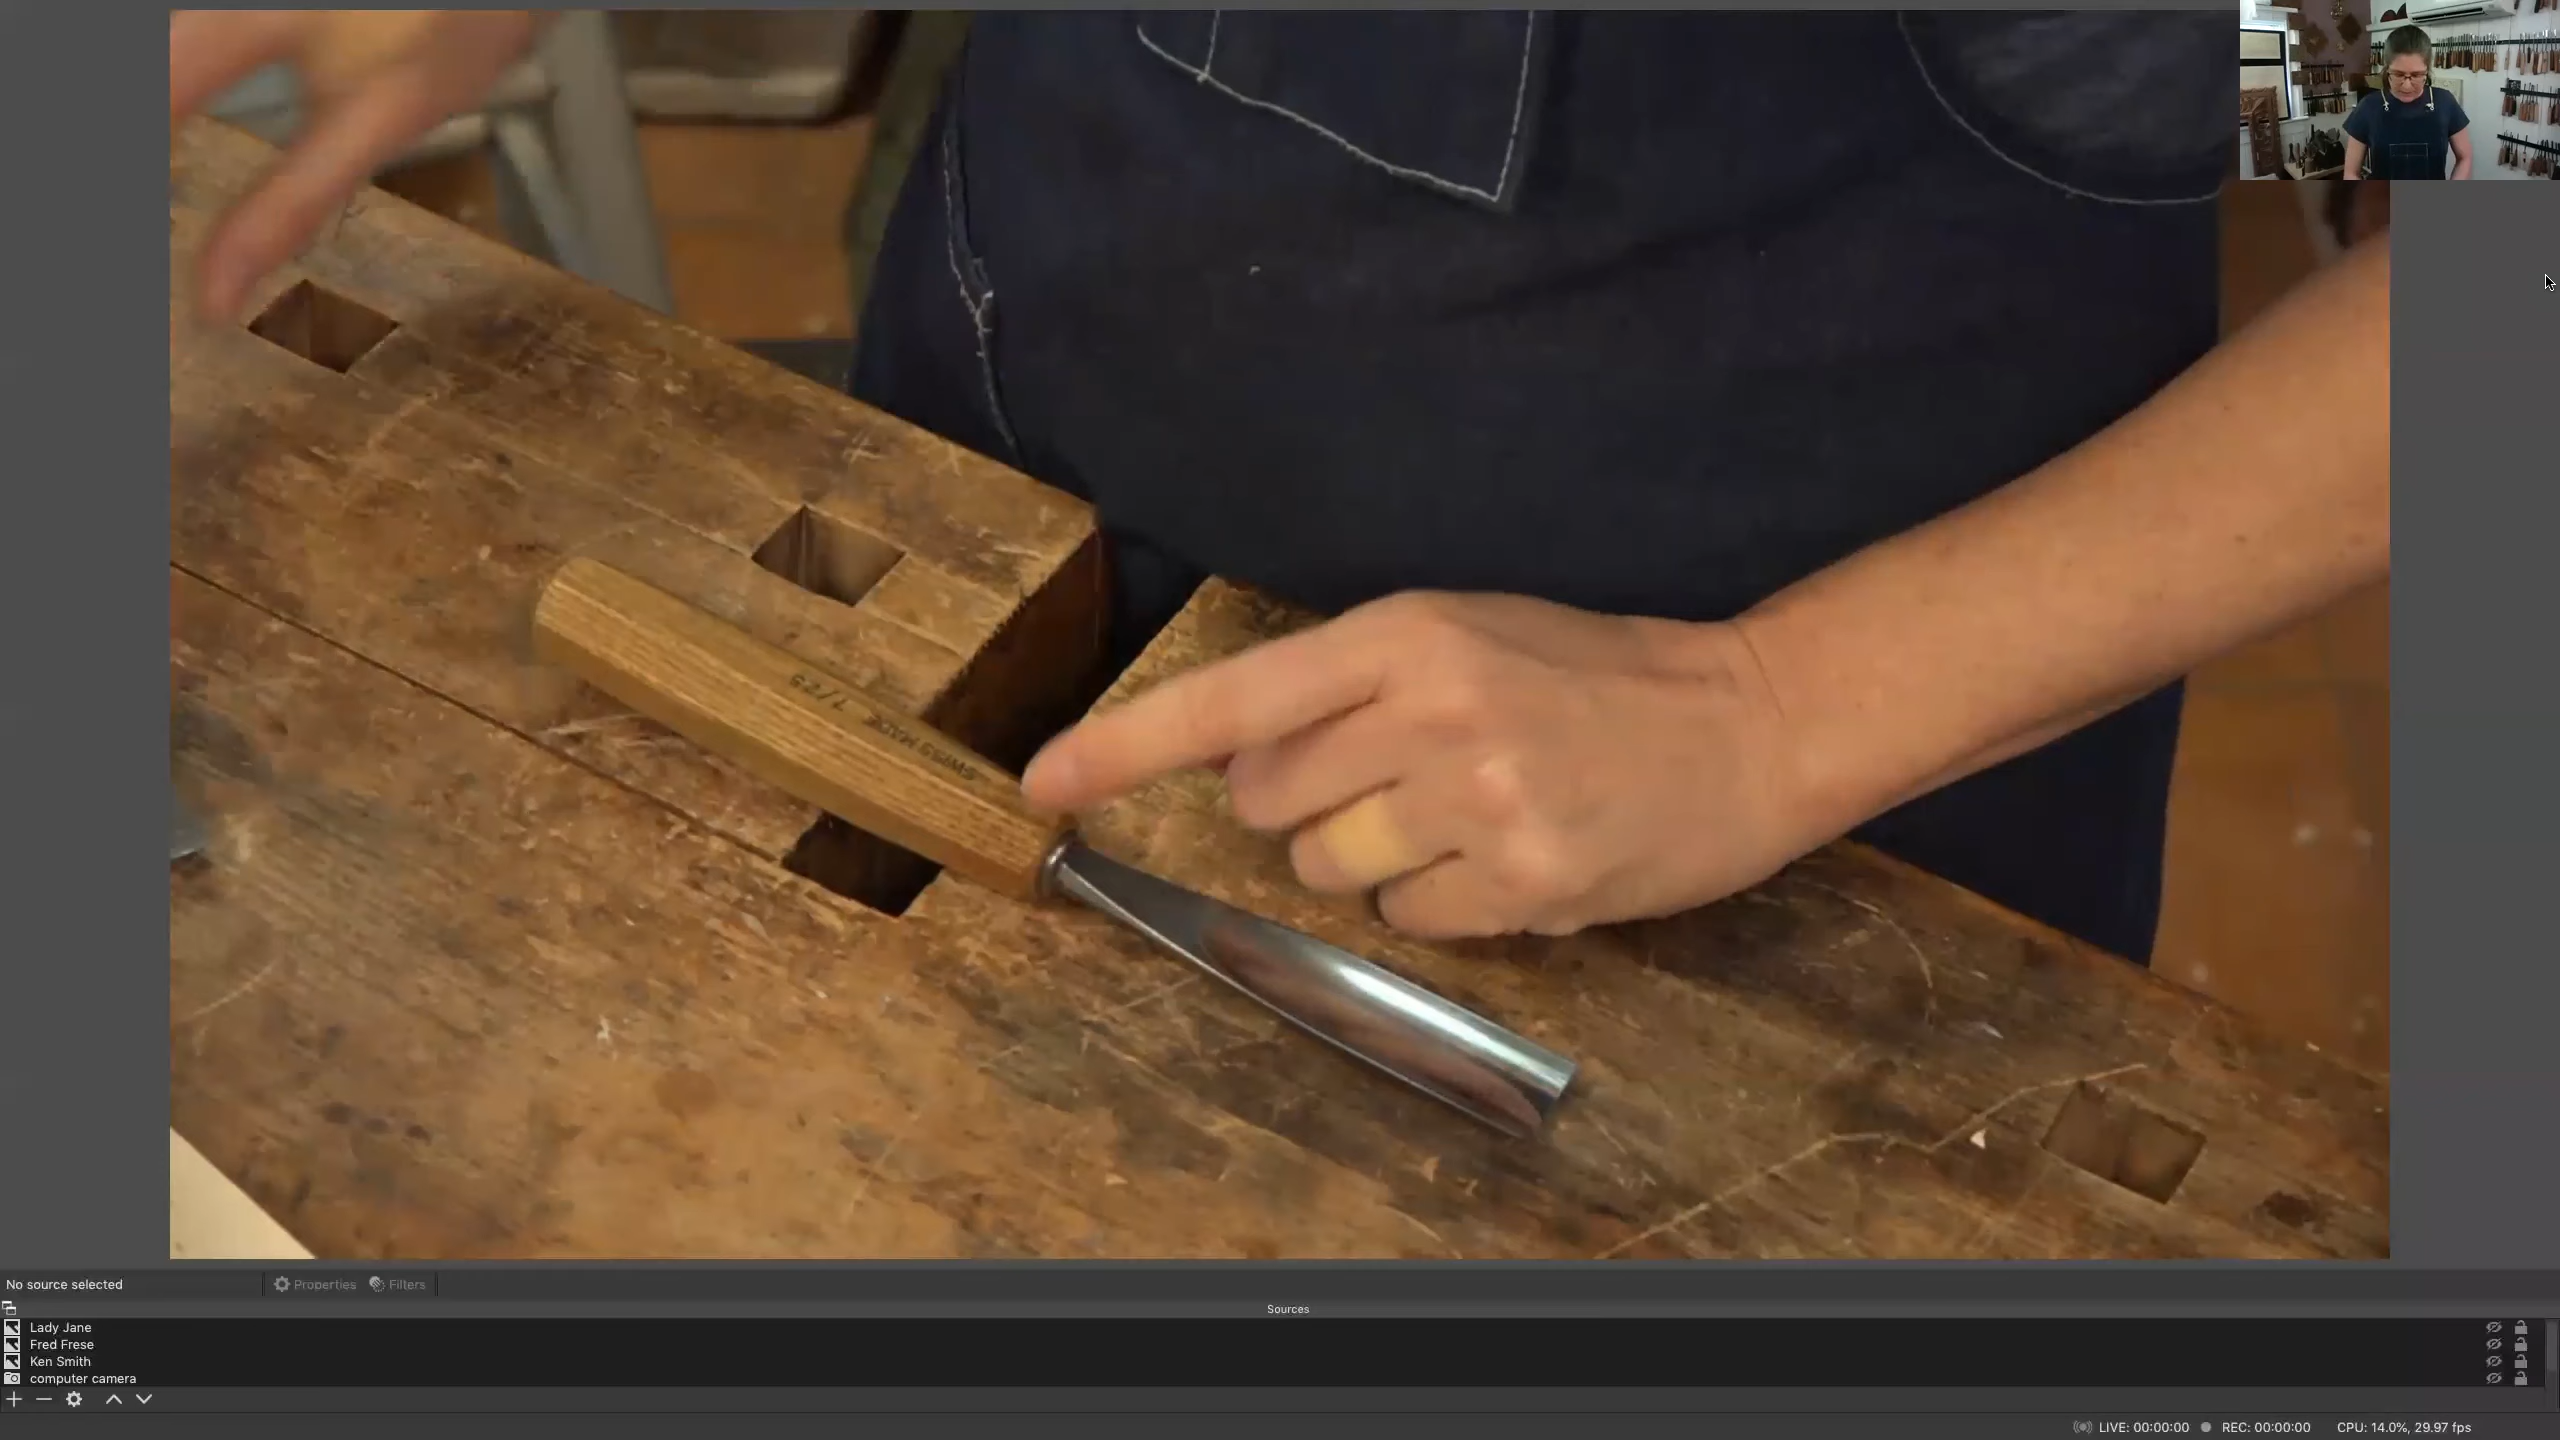 SWISS MADE 7/25
No source selected
Properties Filters
Sources
Lady Jane
Fred Frese
Ken Smith
computer camera
LIVE: 00:00:00 REC: 00:00:00 CPU: 14.0%, 29.97 fps